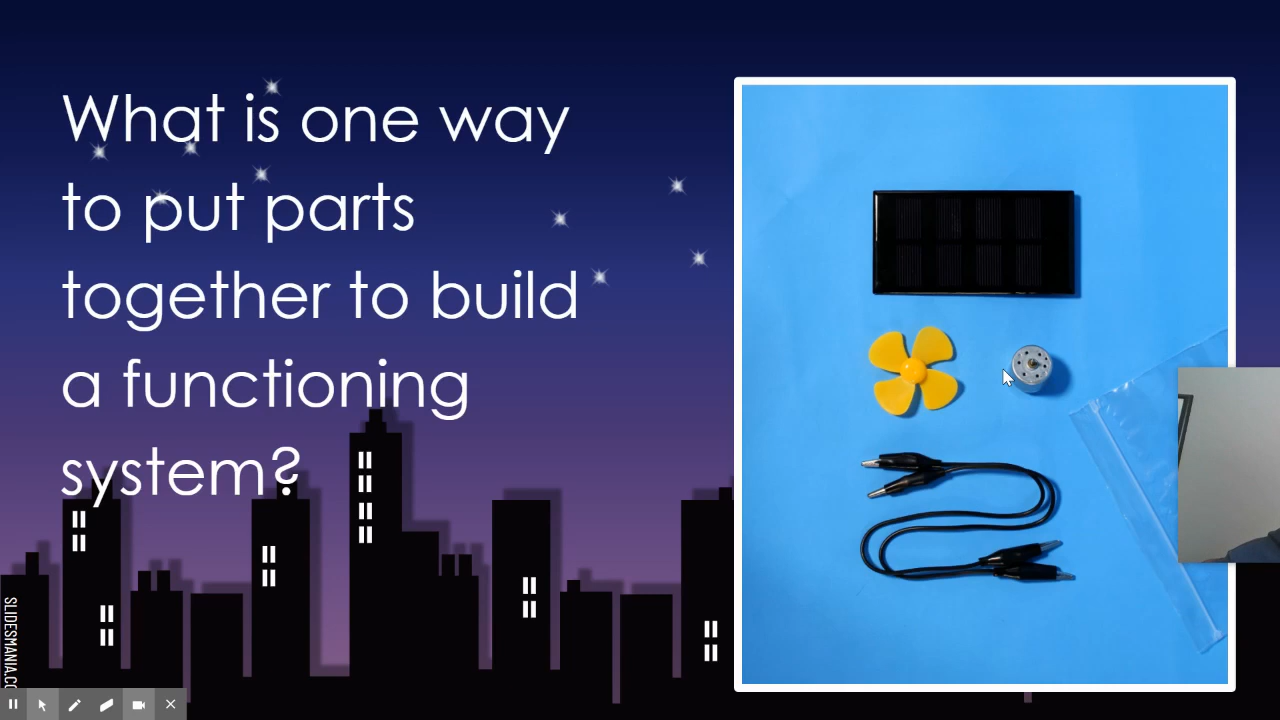 What is one way
to put parts
together to build
a functioning
system?
SLIDESMANIA.CO